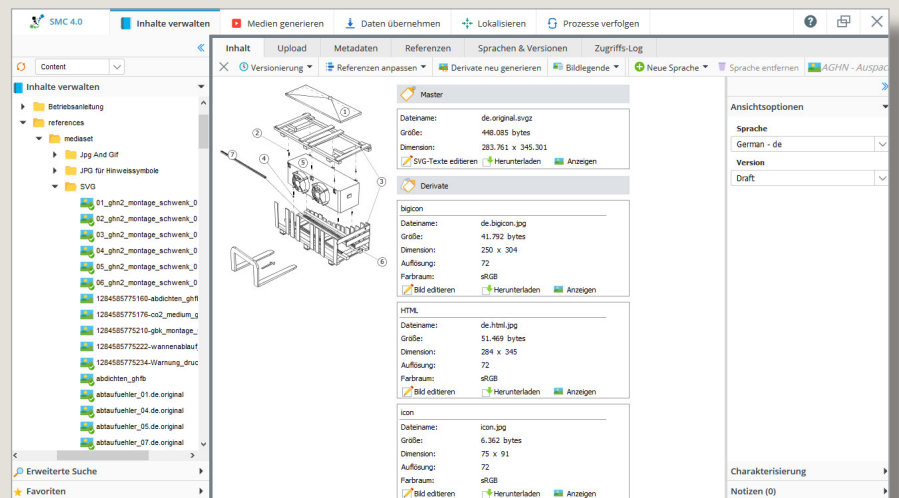 SMC 4.0
Inhalte verwalten
Medien generieren
Daten übernehmen
Lokalisieren
Prozesse verfolgen
Inhalt
Upload
Metadaten
Referenzen
Sprachen & Versionen
Zugriffs-Log
Content
Versionierung
Referenzen anpassen
Derivate neu generieren
Bildlegende
Neue Sprache
Sprache entfernen
AGHN - Auspac
Inhalte verwalten
Betriebsanleitung
references
mediaset
Jpg And Gif
JPG für Hinweissymbole
SVG
01_ghn2_montage_schwenk_0
02_ghn2_montage_schwenk_0
03_ghn2_montage_schwenk_0
04_ghn2_montage_schwenk_0
05_ghn2_montage_schwenk_0
06_ghn2_montage_schwenk_0
1284585775160-abdichten_ghfl
1284585775176-co2_medium_g
1284585775210-gbk_montage_
1284585775222-wannenablauf
1284585775234-Warnung_druc
abdichten_ghfb
abtaufuehler_01.de.original
abtaufuehler_04.de.original
abtaufuehler_05.de.original
abtaufuehler_07.de.original
Erweiterte Suche
Favoriten
1
2
7
4
5
3
6
Master
Dateiname: de.original.svgz
Größe: 448.085 bytes
Dimension: 283.761 x 345.301
SVG-Texte editieren Herunterladen Anzeigen
Derivate
bigicon
Dateiname: de.bigicon.jpg
Größe: 41.792 bytes
Dimension: 250 x 304
Auflösung: 72
Farbraum: sRGB
Bild editieren Herunterladen Anzeigen
HTML
Dateiname: de.html.jpg
Größe: 51.469 bytes
Dimension: 284 x 345
Auflösung: 72
Farbraum: sRGB
Bild editieren Herunterladen Anzeigen
icon
Dateiname: icon.jpg
Größe: 6.362 bytes
Dimension: 75 x 91
Auflösung: 72
Farbraum: sRGB
Bild editieren Herunterladen Anzeigen
Ansichtsoptionen
Sprache
German - de
Version
Draft
Charakterisierung
Notizen (0)